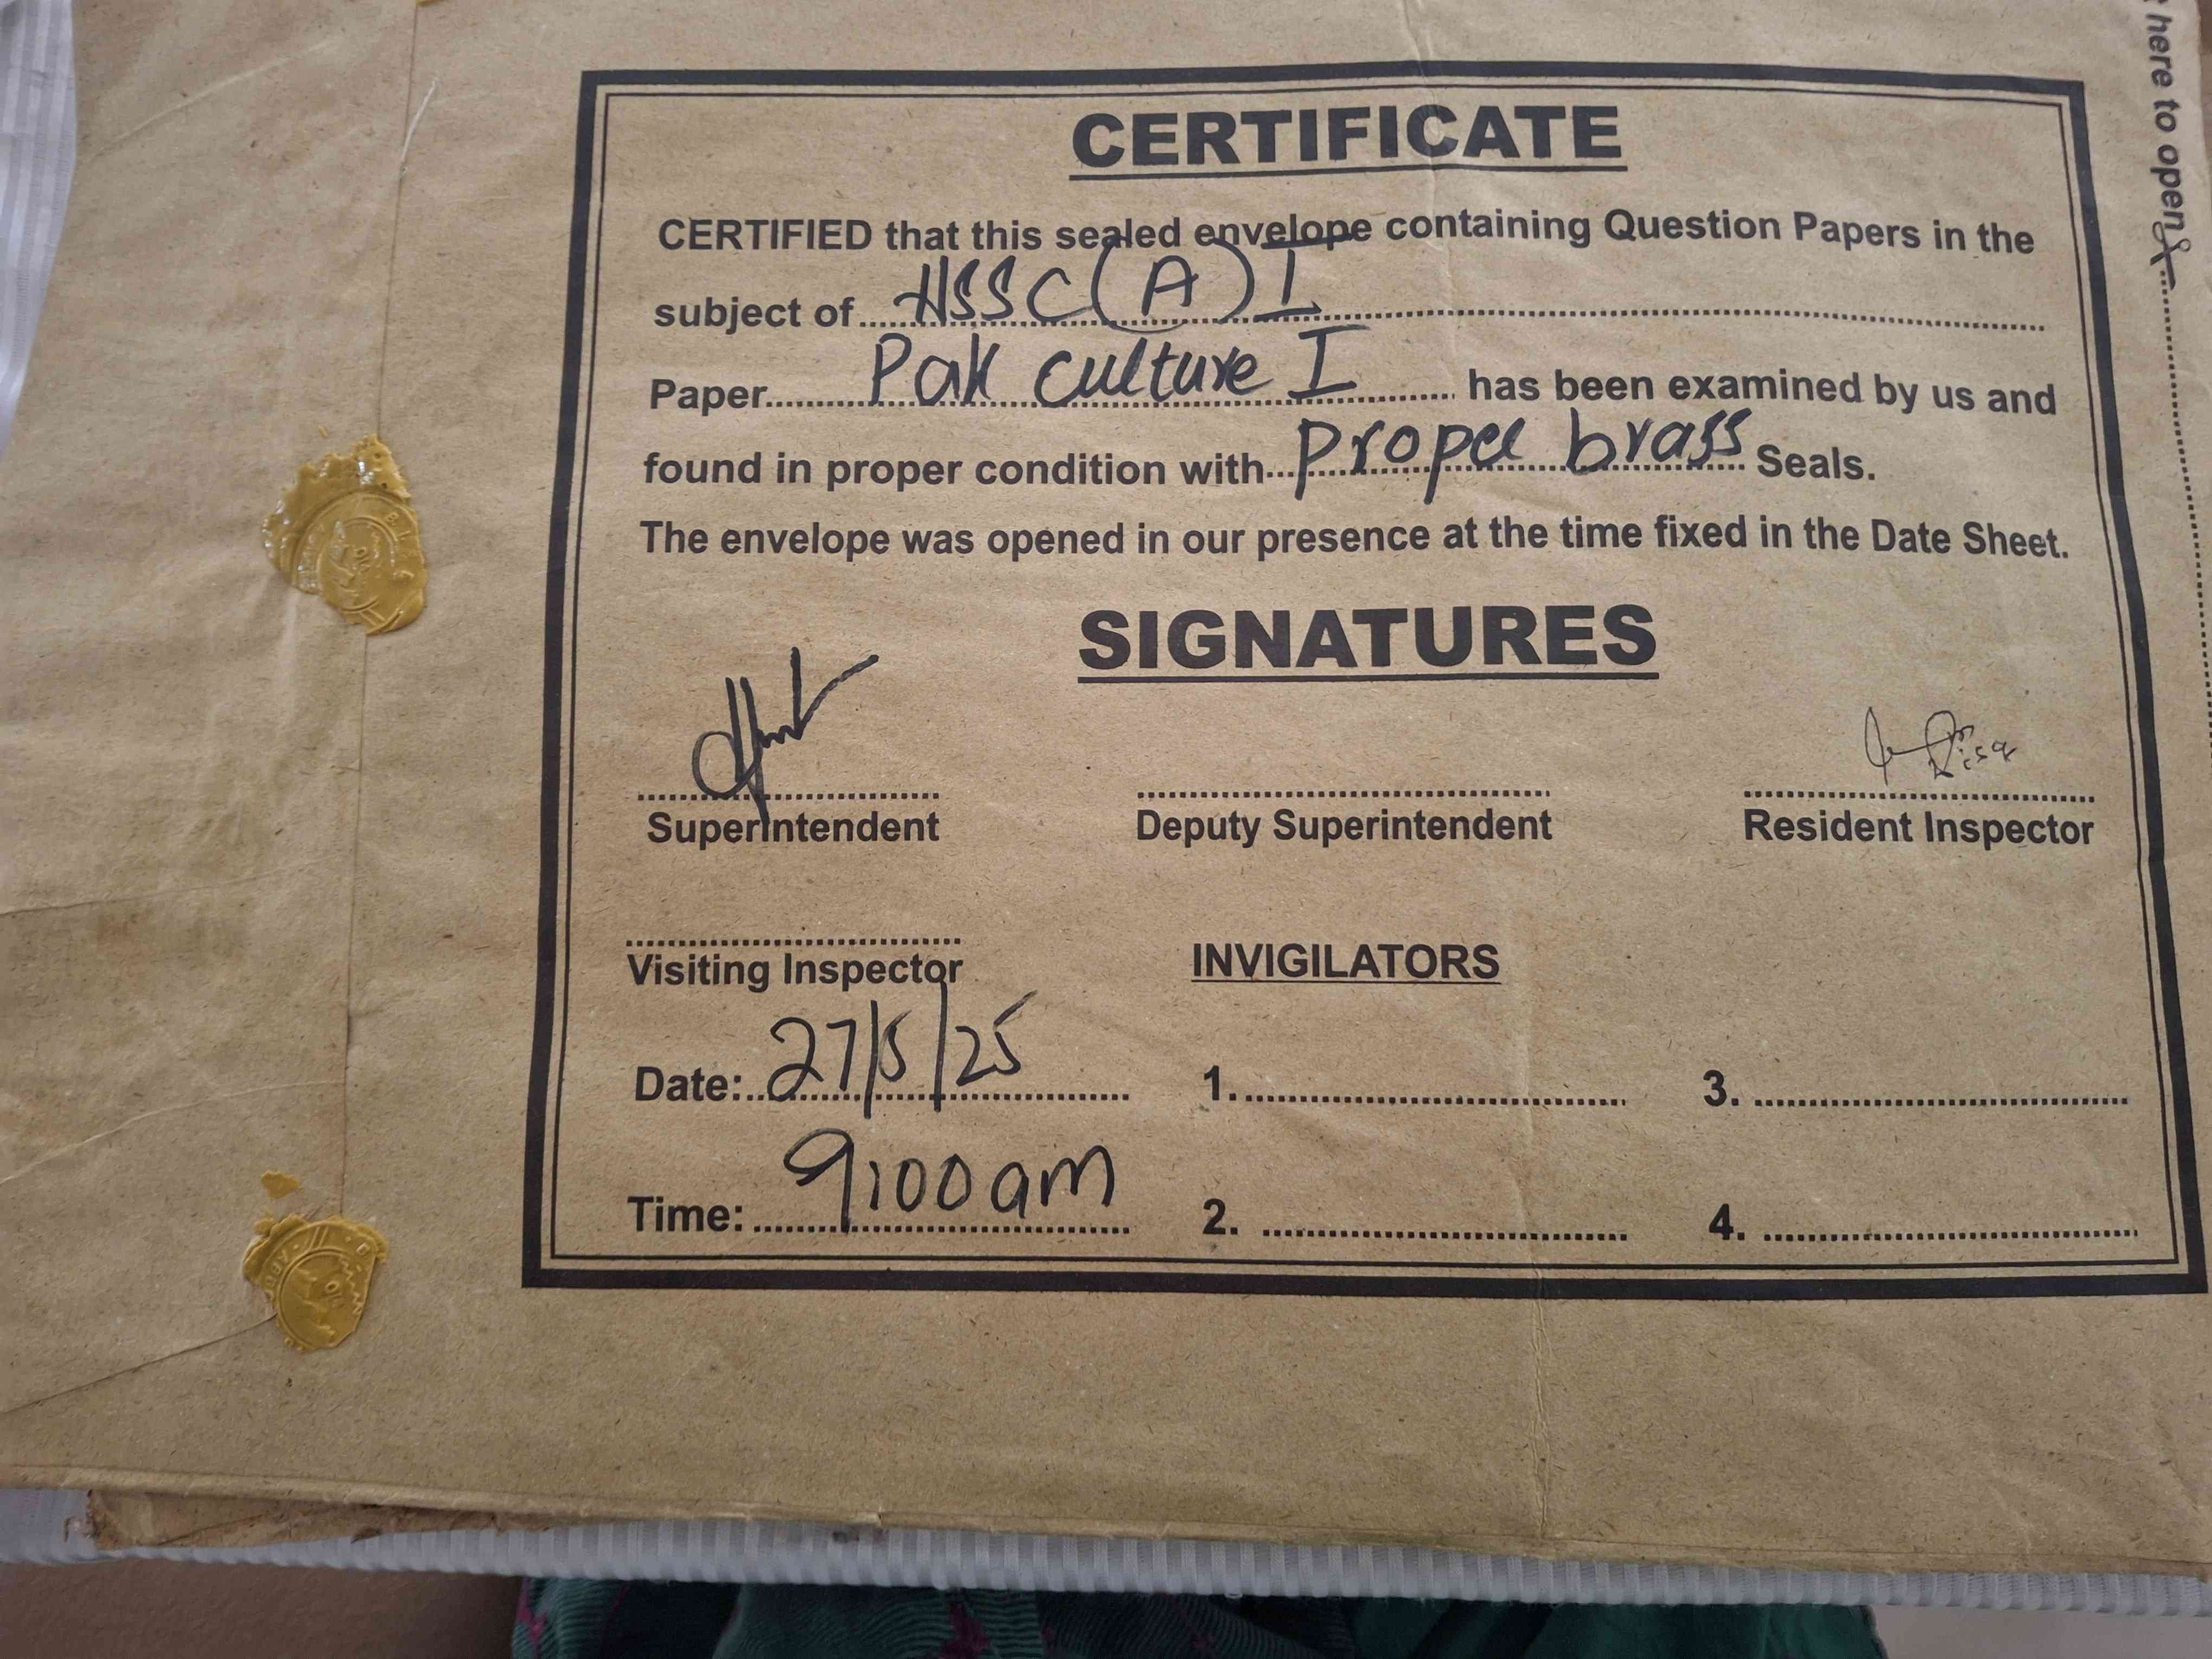 CERTIFICATE
CERTIFIED that this sealed envelope containing Question Papers in the
subject of HSSC (A) I
Paper Pak culture I has been examined by us and
found in proper condition with proper brass Seals.
The envelope was opened in our presence at the time fixed in the Date Sheet.
SIGNATURES
Superintendent Deputy Superintendent Resident Inspector
Visiting Inspector INVIGILATORS
Date: 27/5/25 1. 3.
Time: 9:00 am 2. 4.
here to open